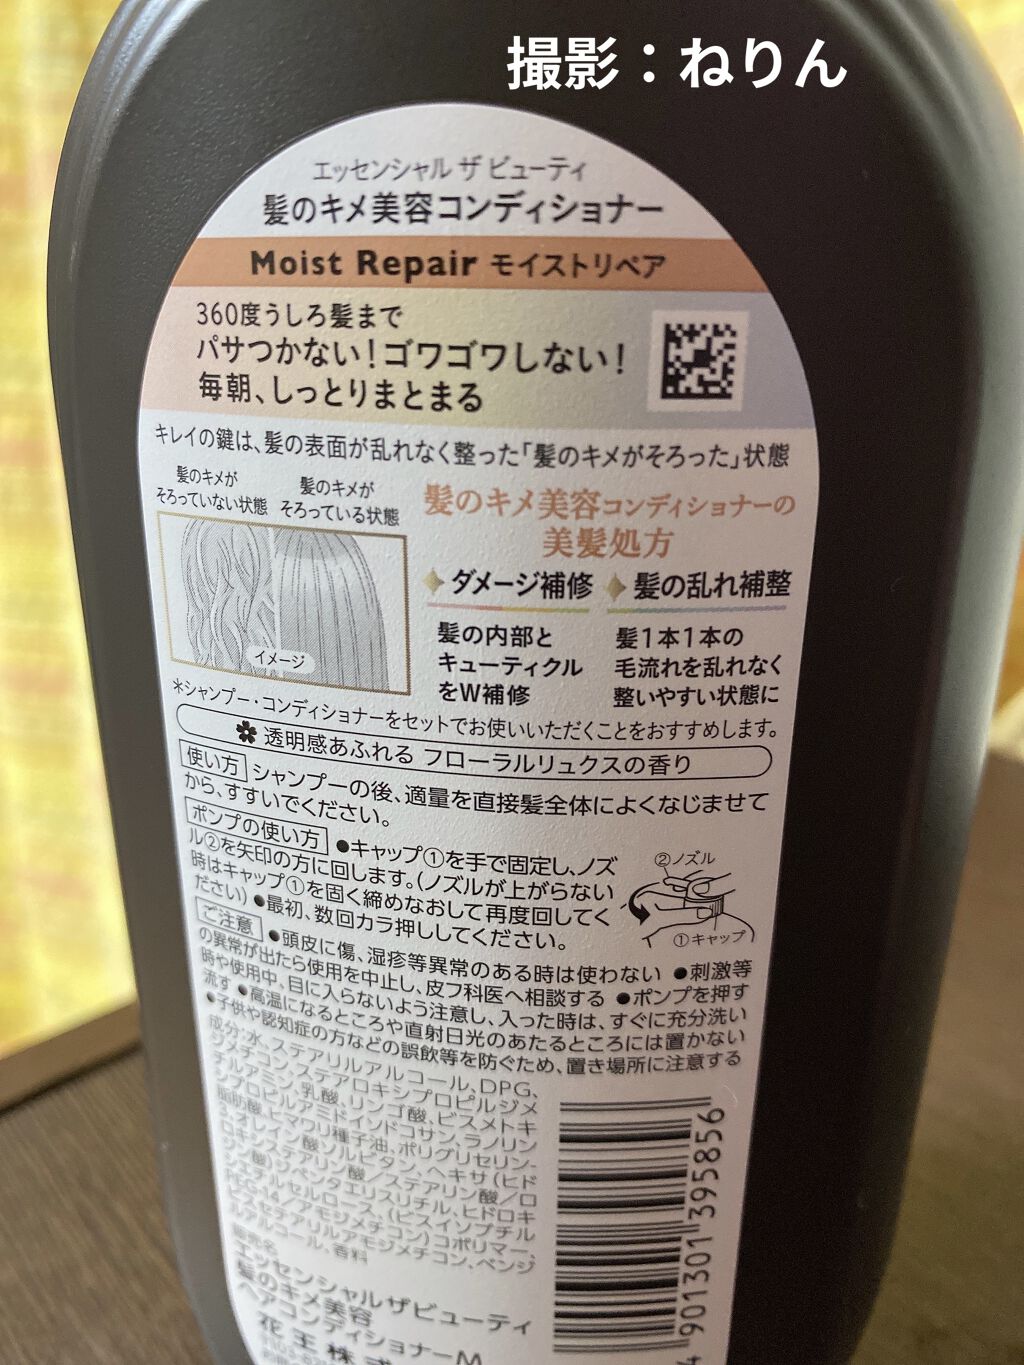 撮影：ねりん
エッセンシャル ザ ビューティ
髪のキメ美容コンディショナー
Moist Repair モイストリペア
360度うしろ髪まで
パサつかない！ゴワゴワしない！
毎朝、しっとりまとまる
キレイの鍵は、髪の表面が乱れなく整った「髪のキメがそろった」状態
髪のキメが
そろっていない状態
髪のキメが
そろっている状態
イメージ
髪のキメ美容コンディショナーの
美髪処方
ダメージ補修
髪の内部と
キューティクル
をW補修
髪の乱れ補整
髪1本1本の
毛流れを乱れなく
整いやすい状態に
＊シャンプー・コンディショナーをセットでお使いいただくことをおすすめします。
透明感あふれる フローラルリュクスの香り
使い方 シャンプーの後、適量を直接髪全体によくなじませて
から、すすいでください。
ポンプの使い方 ●キャップ①を手で固定し、ノズ
ル②を矢印の方に回します。（ノズルが上がらない
時はキャップ①を固く締めなおして再度回してく
ださい）●最初、数回カラ押ししてください。
②ノズル
①キャップ
ご注意 ●頭皮に傷、湿疹等異常のある時は使わない ●刺激等
の異常が出たら使用を中止し、皮フ科医へ相談する ●ポンプを押す
時や使用中、目に入らないよう注意し、入った時は、すぐに充分洗い
流す ●高温になるところや直射日光のあたるところには置かない
●子供や認知症の方などの誤飲等を防ぐため、置き場所に注意する
成分：水、ステアリルアルコール、DPG、
ジメチコン、ステアロキシプロピルジメ
チルアミン、乳酸、リンゴ酸、ビスメトキ
シプロピルアミドイソドコサン、ラノリン
脂肪酸、ヒマワリ種子油、ポリグリセリン-
3、オレイン酸ソルビタン、ヘキサ（ヒド
ロキシステアリン酸／ステアリン酸／ロ
ジン酸）ジペンタエリスリチル、ヒドロキ
シエチルセルロース、（ビスイソブチル
PEG-14／アモジメチコン）コポリマー、
ビスセテアリルアモジメチコン、ベンジ
ルアルコール、香料
販売名
エッセンシャル ザ ビューティ
髪のキメ美容
ヘアコンディショナーM
花王株式
4 901301 395856